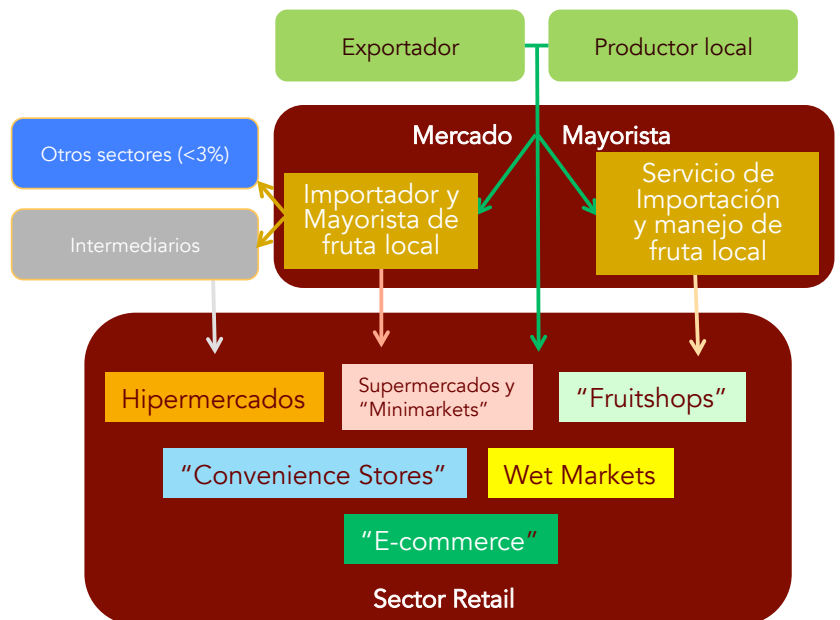 Exportador
Productor local
Mercado Mayorista
Otros sectores (<3%)
Importador y
Mayorista de
fruta local
Servicio de
Importación
y manejo de
fruta local
Intermediarios
Hipermercados
Supermercados y
“Minimarkets”
“Fruitshops”
“Convenience Stores”
Wet Markets
“E-commerce”
Sector Retail